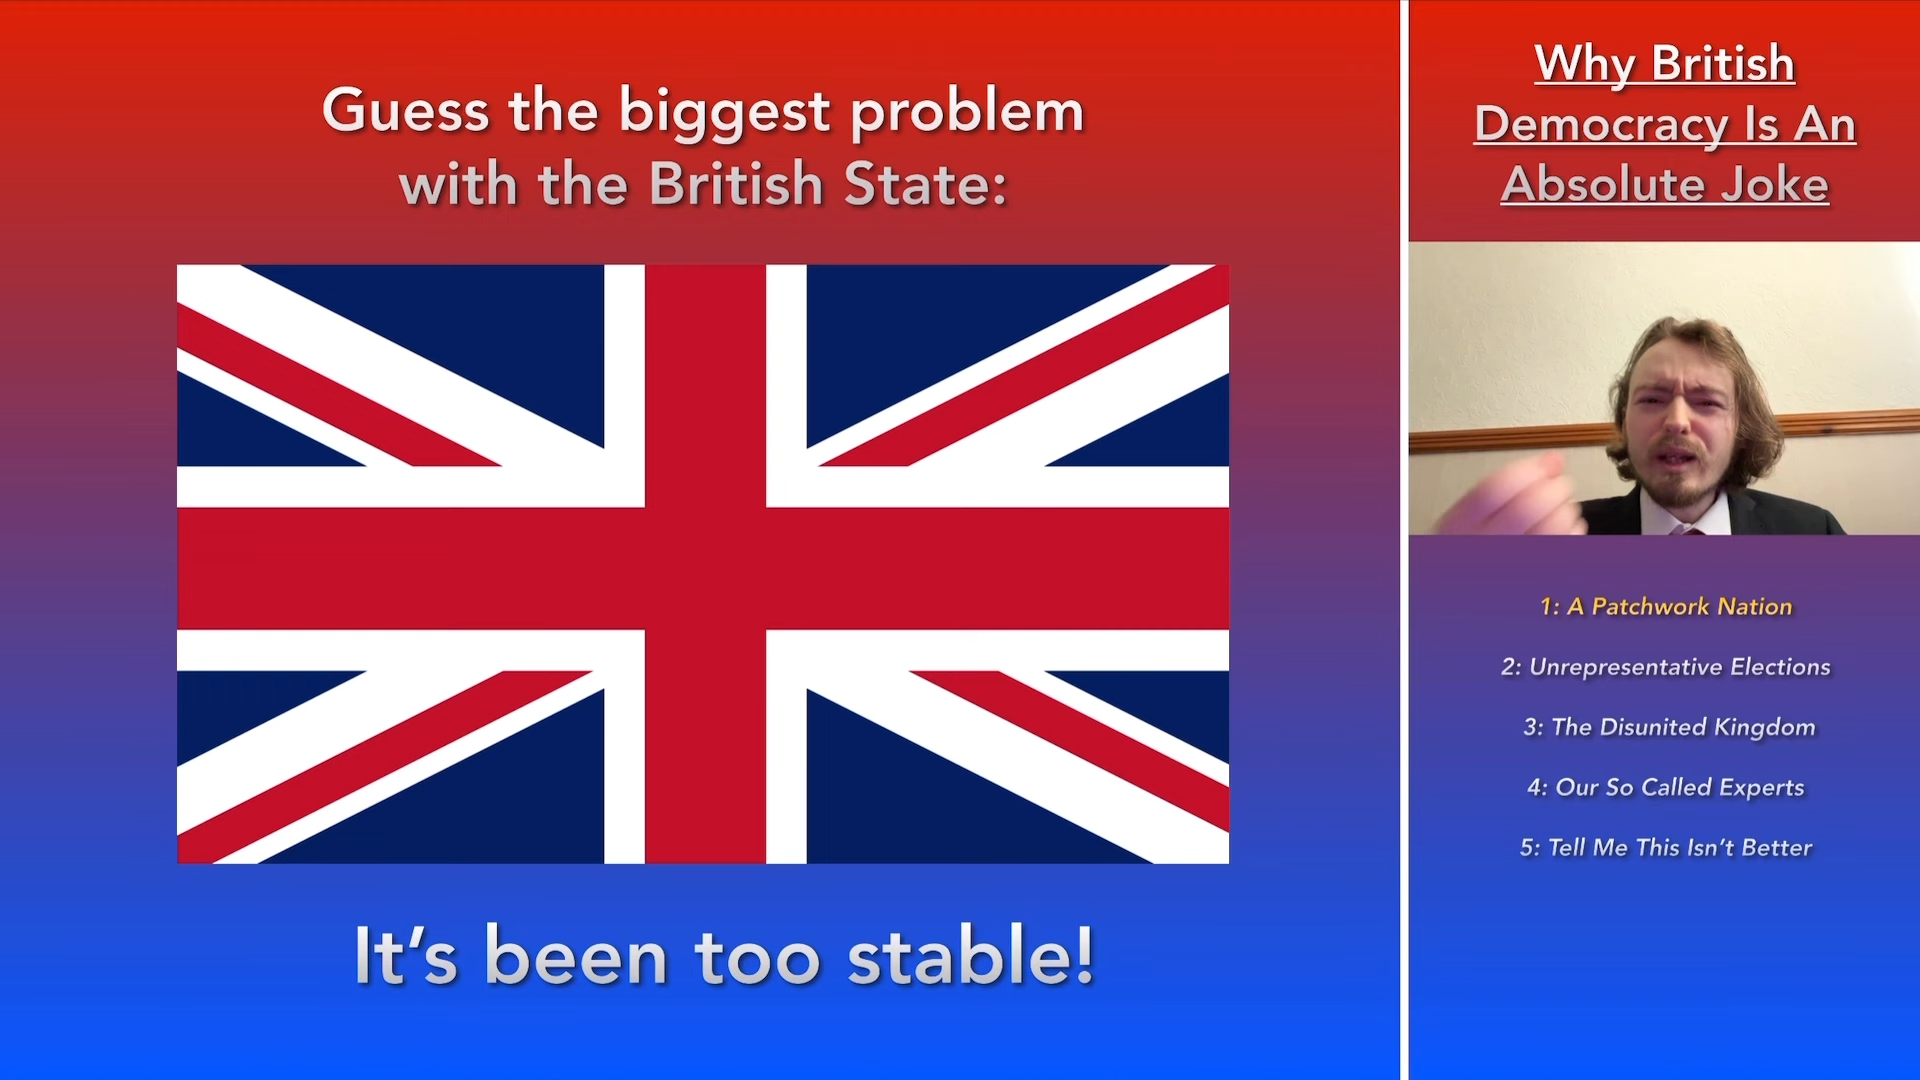 Guess the biggest problem
with the British State:
It's been too stable!
Why British
Democracy Is An
Absolute Joke
1: A Patchwork Nation
2: Unrepresentative Elections
3: The Disunited Kingdom
4: Our So Called Experts
5: Tell Me This Isn't Better